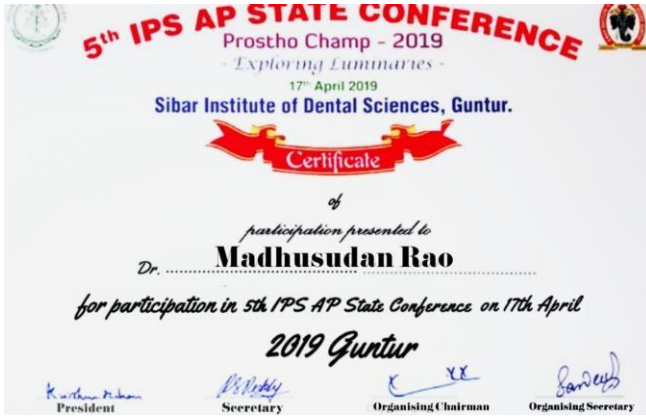 5th IPS AP STATE CONFERENCE
Prostho Champ - 2019
- Exploring Luminaries -
17th April 2019
Sibar Institute of Dental Sciences, Guntur.
Certificate
of
participation presented to
Dr. Madhusudan Rao
for participation in 5th IPS AP State Conference on 17th April
2019 Guntur
President
Secretary
Organising Chairman
Organising Secretary